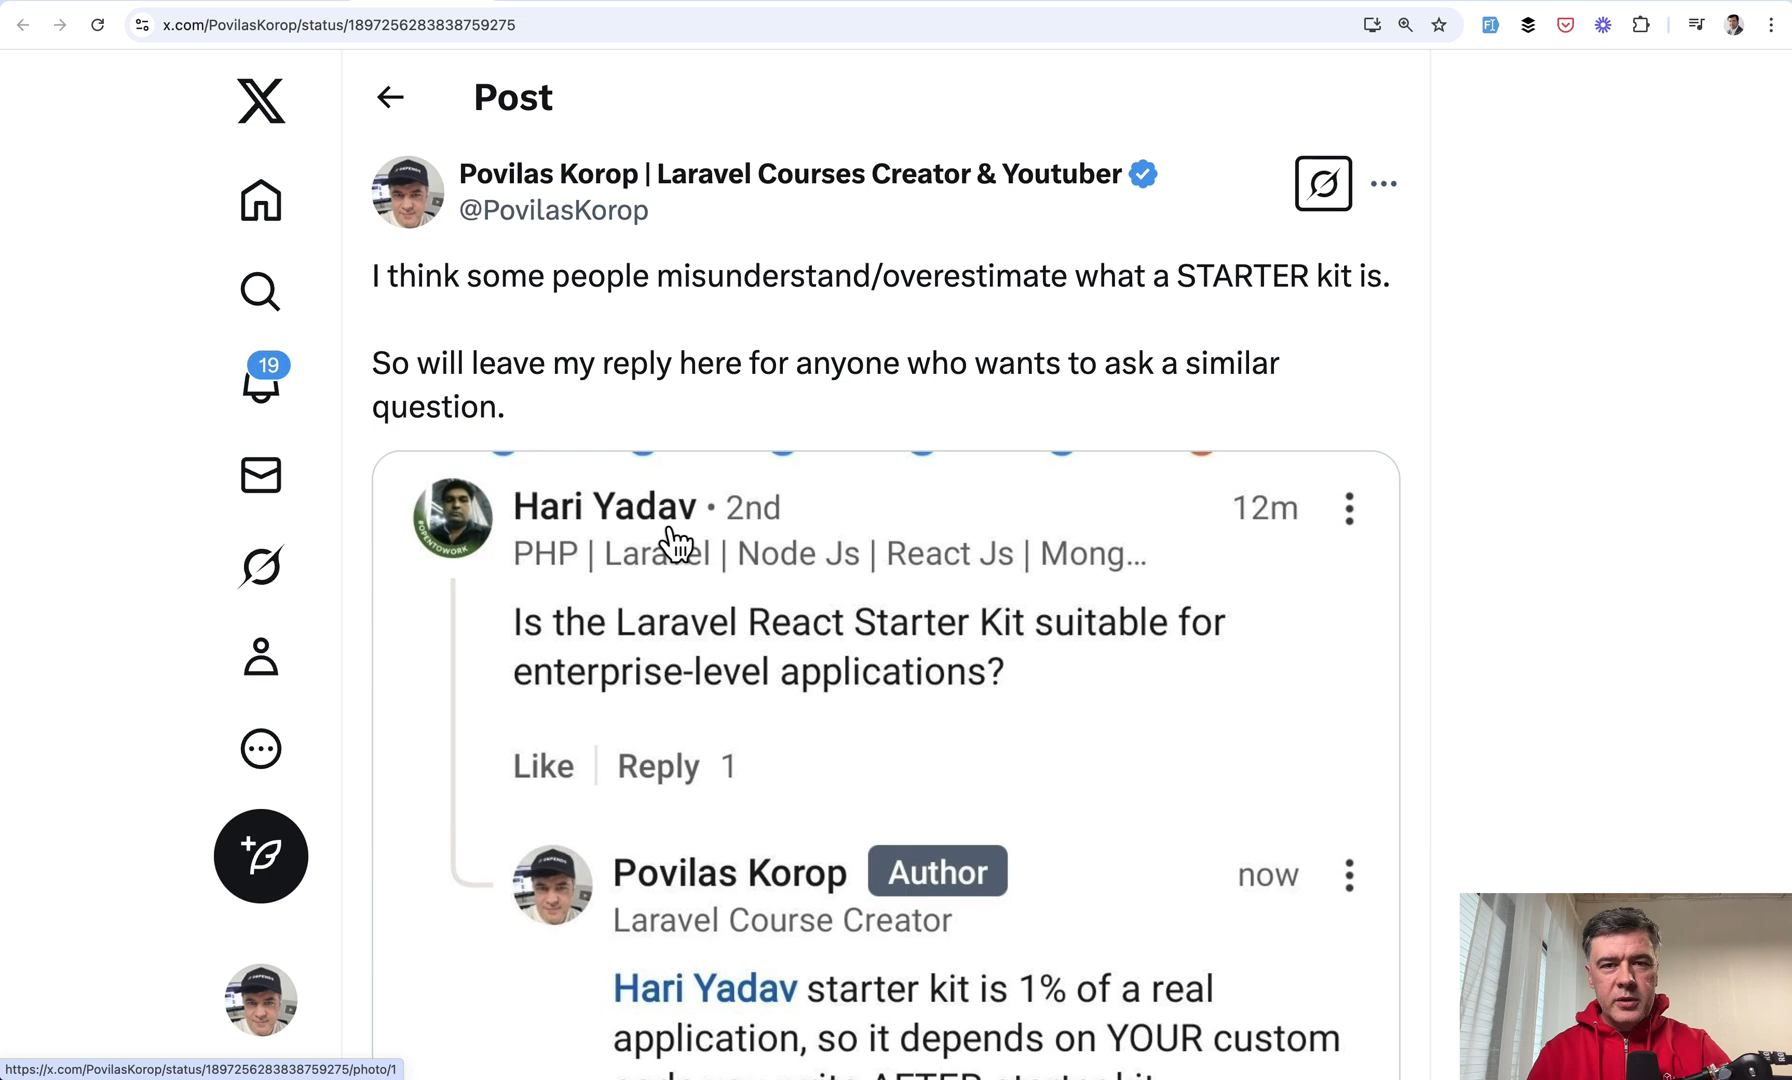 x.com/PovilasKorop/status/1897256283838759275
Post
Povilas Korop | Laravel Courses Creator & Youtuber
@PovilasKorop
I think some people misunderstand/overestimate what a STARTER kit is.
So will leave my reply here for anyone who wants to ask a similar
question.
19
Hari Yadav • 2nd
12m
PHP | Laravel | Node Js | React Js | Mong...
#OPENTOWORK
Is the Laravel React Starter Kit suitable for
enterprise-level applications?
Like
Reply 1
Povilas Korop Author
now
Laravel Course Creator
Hari Yadav starter kit is 1% of a real
application, so it depends on YOUR custom
https://x.com/PovilasKorop/status/1897256283838759275/photo/1